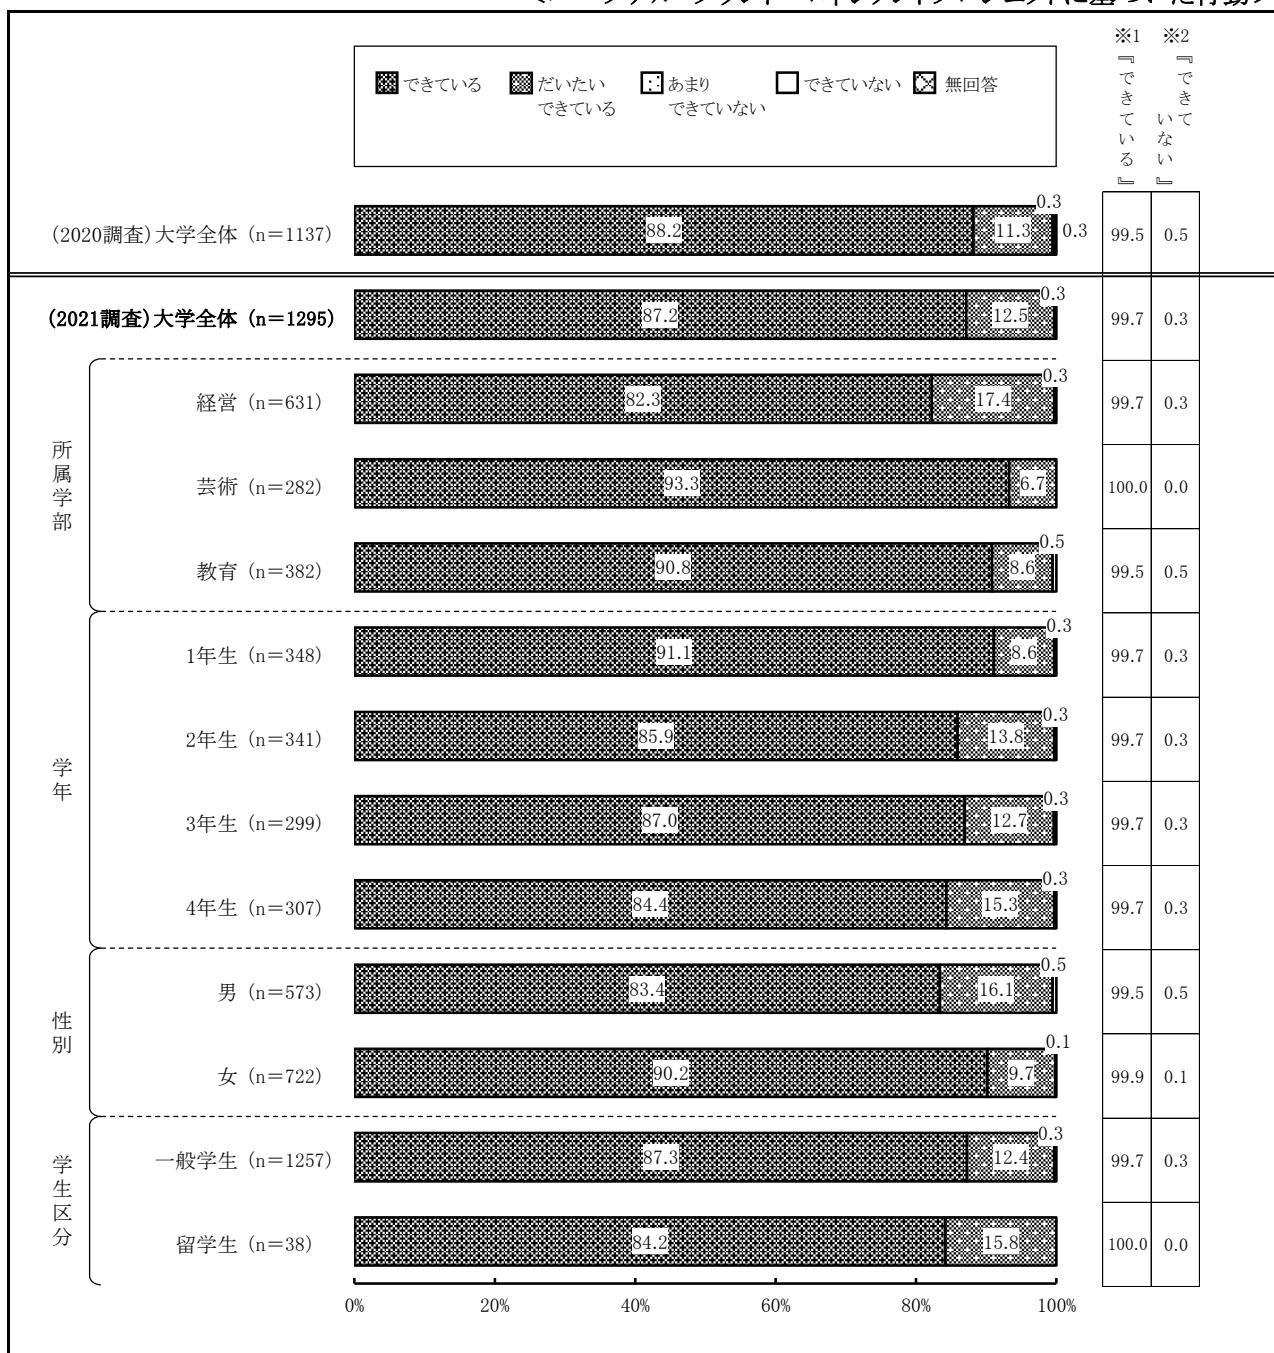 ※1 ※2
『できている』
『できて
いない』
できている
だいたい
できている
あまり
できていない
できていない
無回答
(2020調査)大学全体 (n=1137) 88.2 11.3 0.3 0.3 99.5 0.5
(2021調査)大学全体 (n=1295) 87.2 12.5 0.3 99.7 0.3
所属学部
経営 (n=631) 82.3 17.4 0.3 99.7 0.3
芸術 (n=282) 93.3 6.7 100.0 0.0
教育 (n=382) 90.8 8.6 0.5 99.5 0.5
学年
1年生 (n=348) 91.1 8.6 0.3 99.7 0.3
2年生 (n=341) 85.9 13.8 0.3 99.7 0.3
3年生 (n=299) 87.0 12.7 0.3 99.7 0.3
4年生 (n=307) 84.4 15.3 0.3 99.7 0.3
性別
男 (n=573) 83.4 16.1 0.5 99.5 0.5
女 (n=722) 90.2 9.7 0.1 99.9 0.1
学生区分
一般学生 (n=1257) 87.3 12.4 0.3 99.7 0.3
留学生 (n=38) 84.2 15.8 100.0 0.0
0% 20% 40% 60% 80% 100%